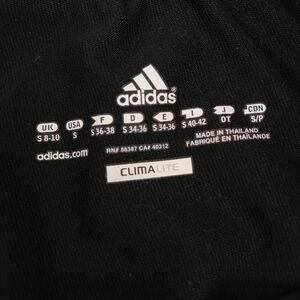 adidas
UK USA F D E I J CDN
S 8-10 S S 36-38 S 34-36 S 34-36 S 40-42 OT S/P
adidas.com
MADE IN THAILAND
FABRIQUÉ EN THAÏLANDE
RN# 88387 CA# 40312
CLIMALITE